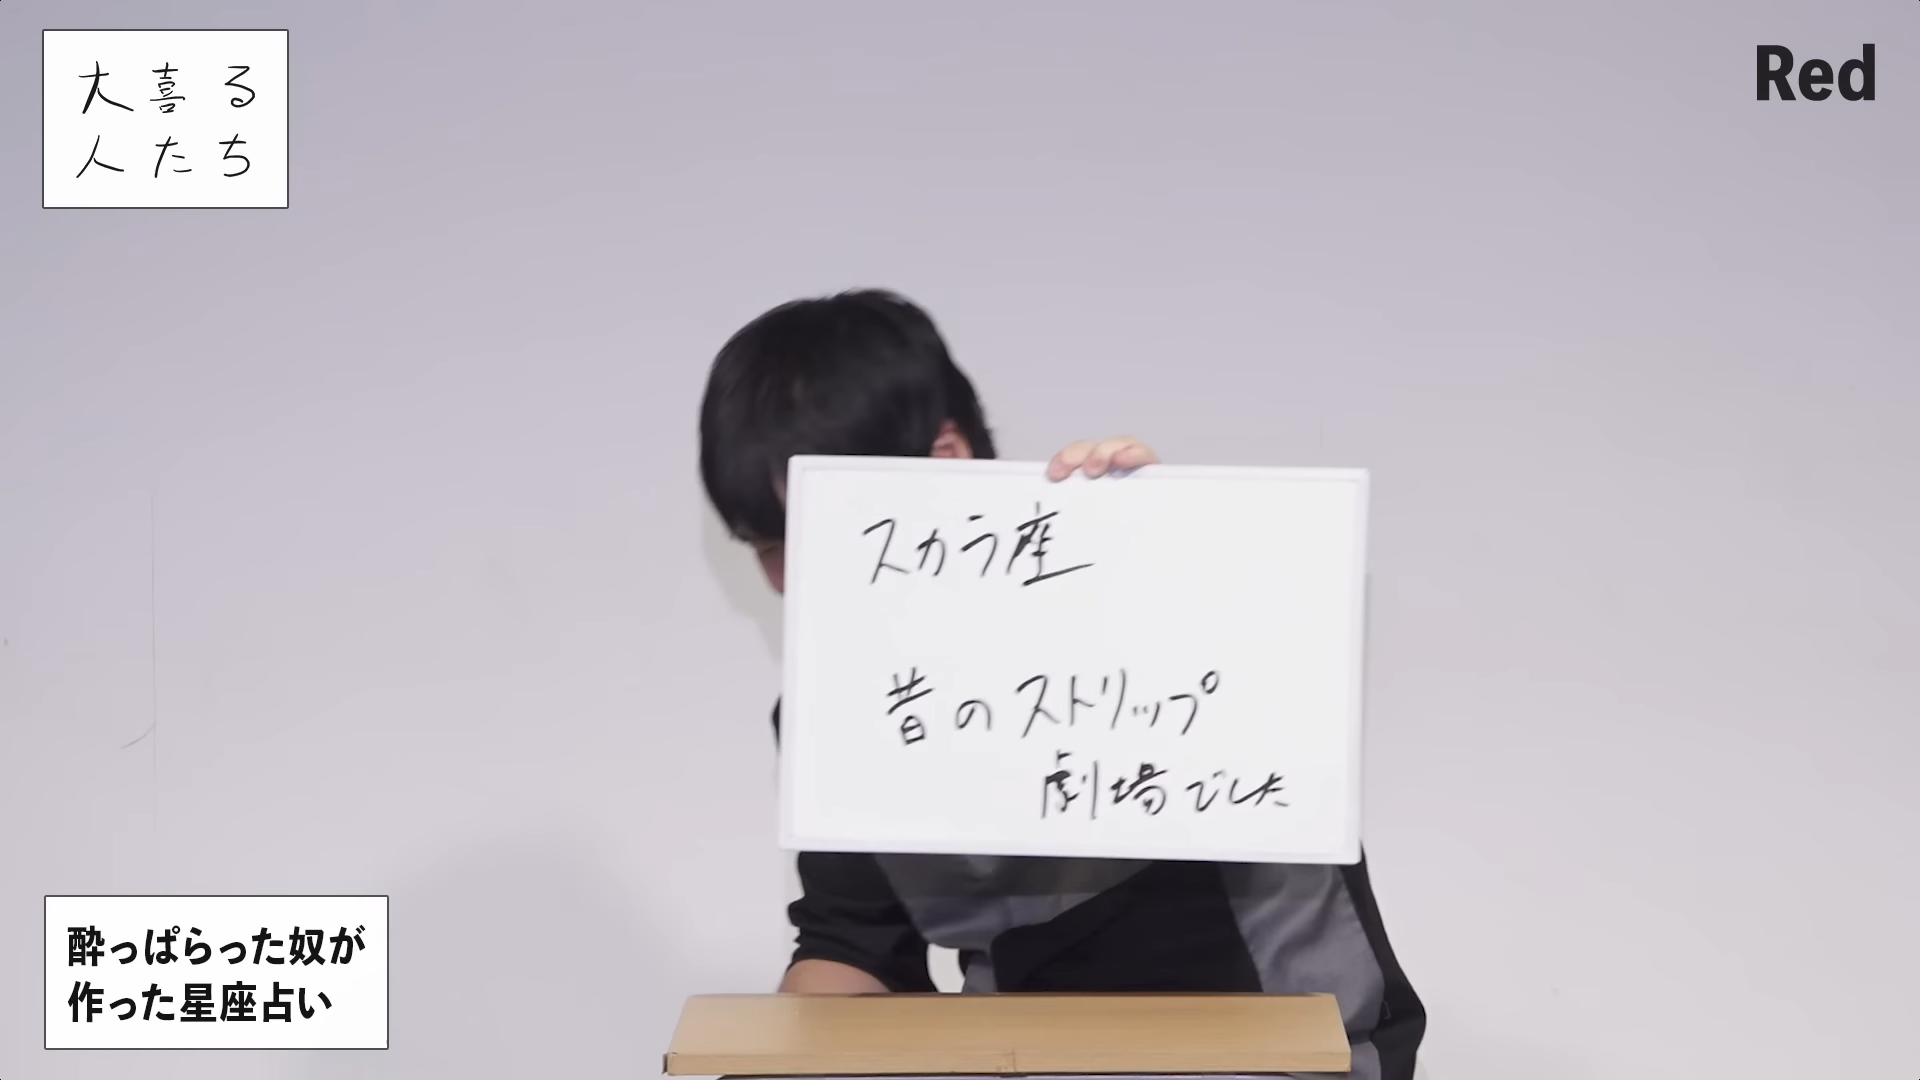 大喜る
人たち
Red
スカラ座
昔のストリップ
劇場でした
酔っぱらった奴が
作った星座占い